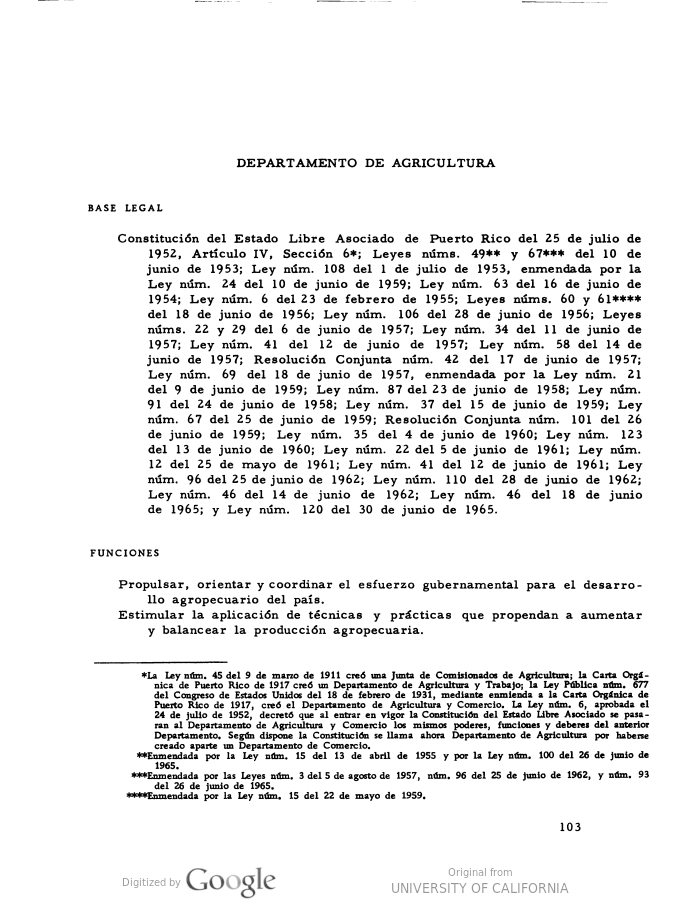 DEPARTAMENTO DE AGRICULTURA
BASE LEGAL
Constitución del Estado Libre Asociado de Puerto Rico del 25 de julio de
1952, Artículo IV, Sección 6*; Leyes núms. 49** y 67*** del 10 de
junio de 1953; Ley núm. 108 del 1 de julio de 1953, enmendada por la
Ley núm. 24 del 10 de junio de 1959; Ley núm. 63 del 16 de junio de
1954; Ley núm. 6 del 23 de febrero de 1955; Leyes núms. 60 y 61****
del 18 de junio de 1956; Ley núm. 106 del 28 de junio de 1956; Leyes
núms. 22 y 29 del 6 de junio de 1957; Ley núm. 34 del 11 de junio de
1957; Ley núm. 41 del 12 de junio de 1957; Ley núm. 58 del 14 de
junio de 1957; Resolución Conjunta núm. 42 del 17 de junio de 1957;
Ley núm. 69 del 18 de junio de 1957, enmendada por la Ley núm. 21
del 9 de junio de 1959; Ley núm. 87 del 23 de junio de 1958; Ley núm.
91 del 24 de junio de 1958; Ley núm. 37 del 15 de junio de 1959; Ley
núm. 67 del 25 de junio de 1959; Resolución Conjunta núm. 101 del 26
de junio de 1959; Ley núm. 35 del 4 de junio de 1960; Ley núm. 123
del 13 de junio de 1960; Ley núm. 22 del 5 de junio de 1961; Ley núm.
12 del 25 de mayo de 1961; Ley núm. 41 del 12 de junio de 1961; Ley
núm. 96 del 25 de junio de 1962; Ley núm. 110 del 28 de junio de 1962;
Ley núm. 46 del 14 de junio de 1962; Ley núm. 46 del 18 de junio
de 1965; y Ley núm. 120 del 30 de junio de 1965.
FUNCIONES
Propulsar, orientar y coordinar el esfuerzo gubernamental para el desarro-
llo agropecuario del país.
Estimular la aplicación de técnicas y prácticas que propendan a aumentar
y balancear la producción agropecuaria.
*La Ley núm. 45 del 9 de marzo de 1911 creó una Junta de Comisionados de Agricultura; la Carta Orgá-
nica de Puerto Rico de 1917 creó un Departamento de Agricultura y Trabajo; la Ley Pública núm. 677
del Congreso de Estados Unidos del 18 de febrero de 1931, mediante enmienda a la Carta Orgánica de
Puerto Rico de 1917, creó el Departamento de Agricultura y Comercio. La Ley núm. 6, aprobada el
24 de julio de 1952, decretó que al entrar en vigor la Constitución del Estado Libre Asociado se pasa-
ran al Departamento de Agricultura y Comercio los mismos poderes, funciones y deberes del anterior
Departamento. Según dispone la Constitución se llama ahora Departamento de Agricultura por haberse
creado aparte un Departamento de Comercio.
**Enmendada por la Ley núm. 15 del 13 de abril de 1955 y por la Ley núm. 100 del 26 de junio de
1965.
***Enmendada por las Leyes núm. 3 del 5 de agosto de 1957, núm. 96 del 25 de junio de 1962, y núm. 93
del 26 de junio de 1965.
****Enmendada por la Ley núm. 15 del 22 de mayo de 1959.
103
Digitized by Google
Original from
UNIVERSITY OF CALIFORNIA